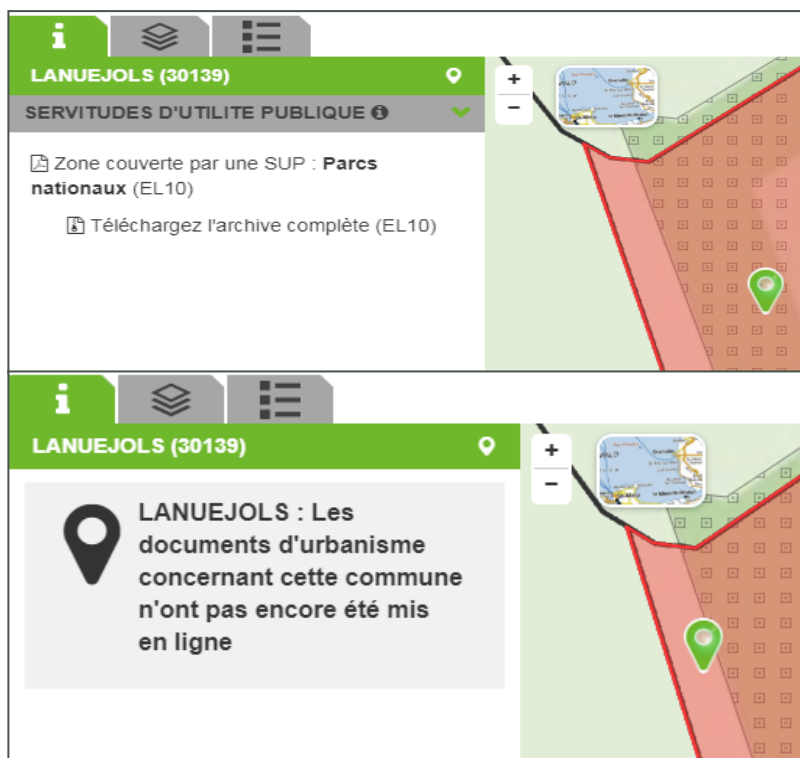 LANUEJOLS (30139)
SERVITUDES D'UTILITE PUBLIQUE
Zone couverte par une SUP : Parcs
nationaux (EL10)
Téléchargez l'archive complète (EL10)
+
−
LANUEJOLS (30139)
LANUEJOLS : Les
documents d'urbanisme
concernant cette commune
n'ont pas encore été mis
en ligne
+
−